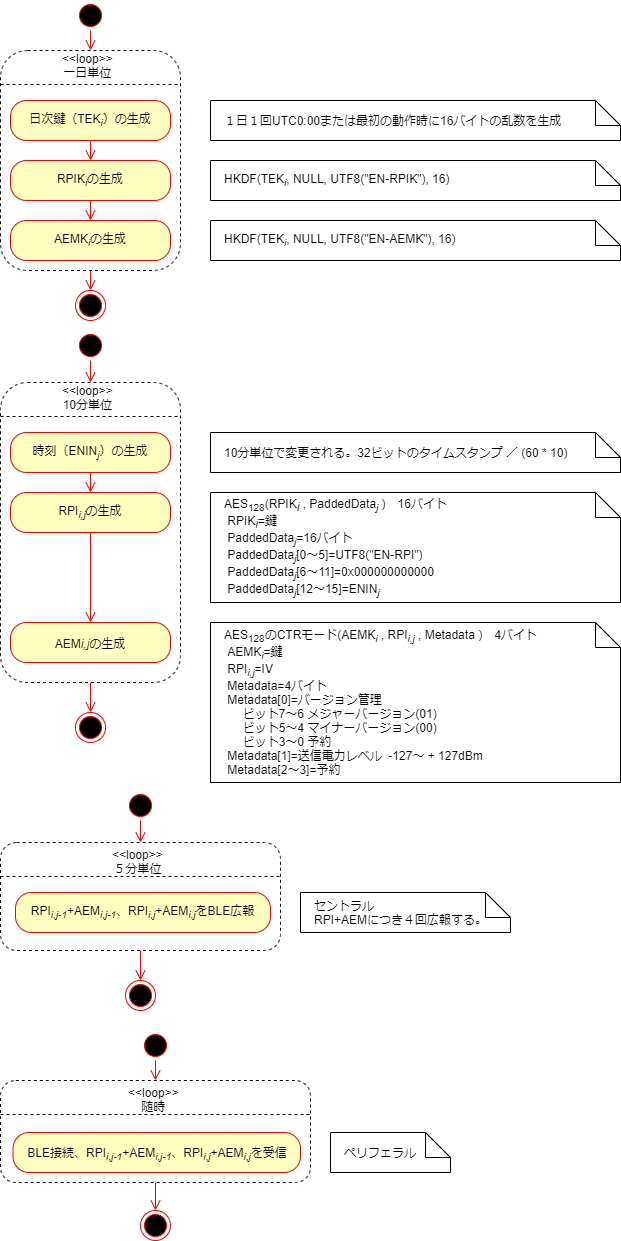 <<loop>>
一日単位
日次鍵（TEKi）の生成
１日１回UTC0:00または最初の動作時に16バイトの乱数を生成
RPIKiの生成
HKDF(TEKi, NULL, UTF8("EN-RPIK"), 16)
AEMKiの生成
HKDF(TEKi, NULL, UTF8("EN-AEMK"), 16)
<<loop>>
10分単位
時刻（ENINj）の生成
10分単位で変更される。32ビットのタイムスタンプ ／ (60 * 10)
RPIi,jの生成
AES128(RPIKi , PaddedDataj )　16バイト
RPIKi=鍵
PaddedDataj=16バイト
PaddedDataj[0～5]=UTF8("EN-RPI")
PaddedDataj[6～11]=0x000000000000
PaddedDataj[12～15]=ENINj
AEMi,jの生成
AES128のCTRモード(AEMKi , RPIi,j , Metadata )　4バイト
AEMKi=鍵
RPIi,j=IV
Metadata=4バイト
Metadata[0]=バージョン管理
ビット7～6 メジャーバージョン(01)
ビット5～4 マイナーバージョン(00)
ビット3～0 予約
Metadata[1]=送信電力レベル -127～ + 127dBm
Metadata[2～3]=予約
<<loop>>
５分単位
RPIi,j-1+AEMi,j-1、RPIi,j+AEMi,jをBLE広報
セントラル
RPI+AEMにつき４回広報する。
<<loop>>
随時
BLE接続、RPIi,j-1+AEMi,j-1、RPIi,j+AEMi,jを受信
ペリフェラル